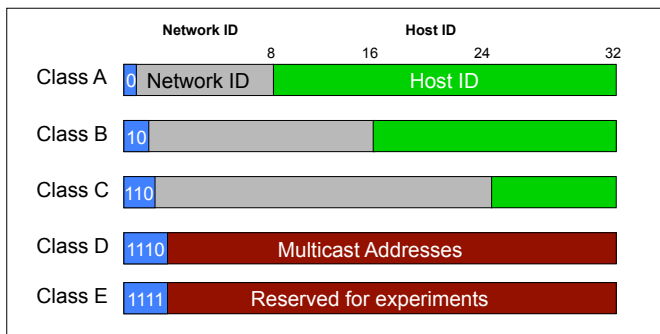 Network ID Host ID
8 16 24 32
Class A 0 Network ID Host ID
Class B 10
Class C 110
Class D 1110 Multicast Addresses
Class E 1111 Reserved for experiments